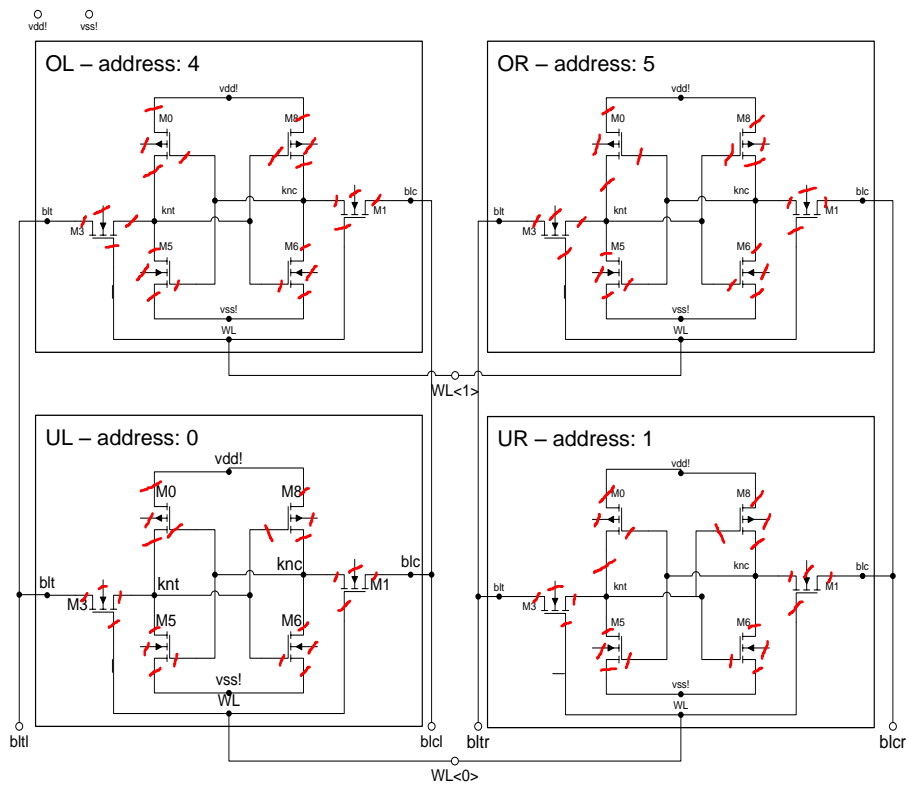 vdd! vss!
OL – address: 4
OR – address: 5
vdd!
vdd!
M0 M8
M0 M8
blt knt knc blc
blt knt knc blc
M3 M1
M3 M1
M5 M6
M5 M6
vss!
vss!
WL
WL
WL<1>
UL – address: 0
UR – address: 1
vdd!
vdd!
M0 M8
M0 M8
blt knt knc blc
blt knt knc blc
M3 M1
M3 M1
M5 M6
M5 M6
vss!
vss!
WL
WL
bltl blcl bltr blcr
WL<0>